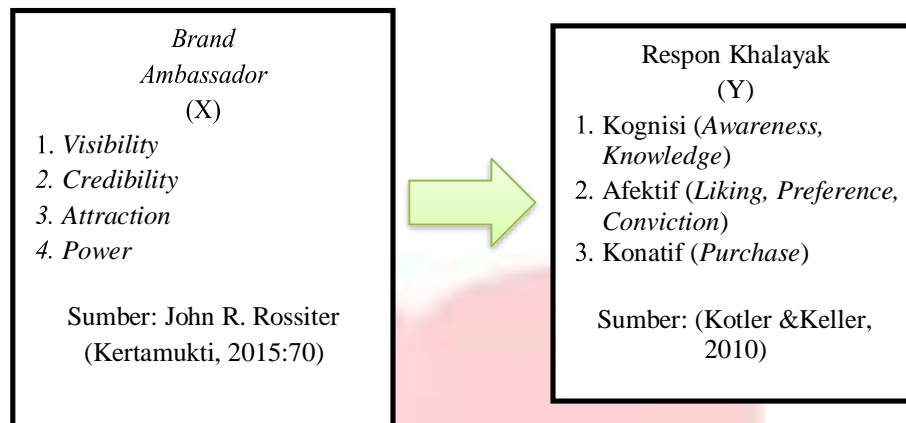 Brand
Ambassador
(X)
1. Visibility
2. Credibility
3. Attraction
4. Power
Sumber: John R. Rossiter
(Kertamukti, 2015:70)
Respon Khalayak
(Y)
1. Kognisi (Awareness,
Knowledge)
2. Afektif (Liking, Preference,
Conviction)
3. Konatif (Purchase)
Sumber: (Kotler &Keller,
2010)